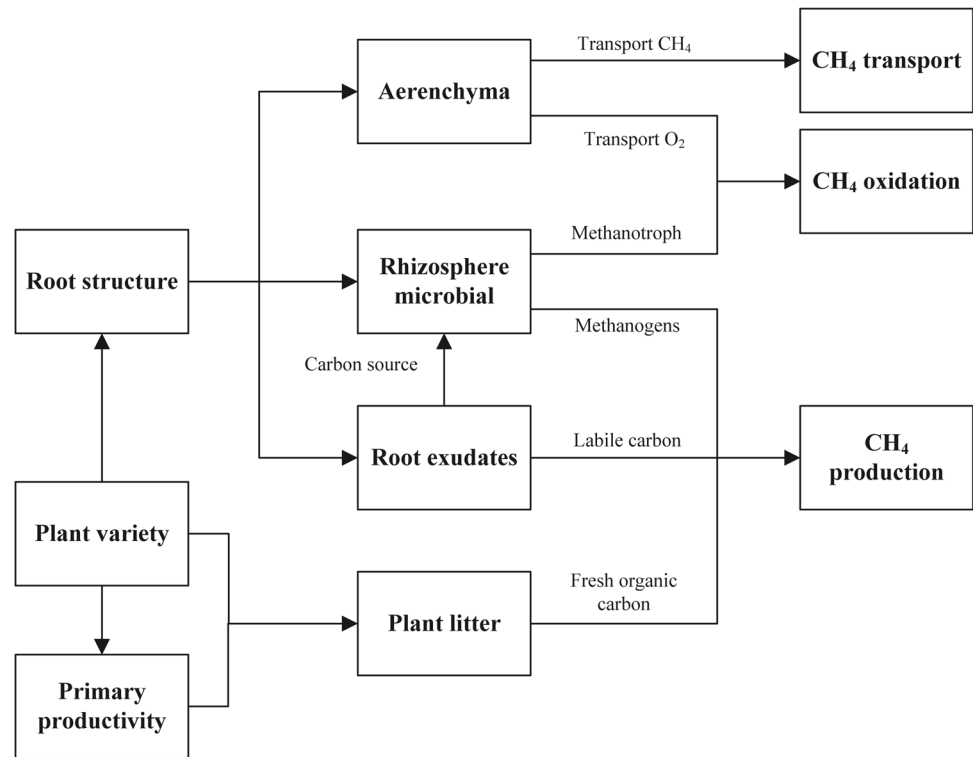 Transport CH₄
CH₄ transport
Aerenchyma
Transport O₂
CH₄ oxidation
Methanotroph
Root structure
Rhizosphere
microbial
Methanogens
Carbon source
Root exudates
Labile carbon
CH₄
production
Plant variety
Fresh organic
carbon
Plant litter
Primary
productivity